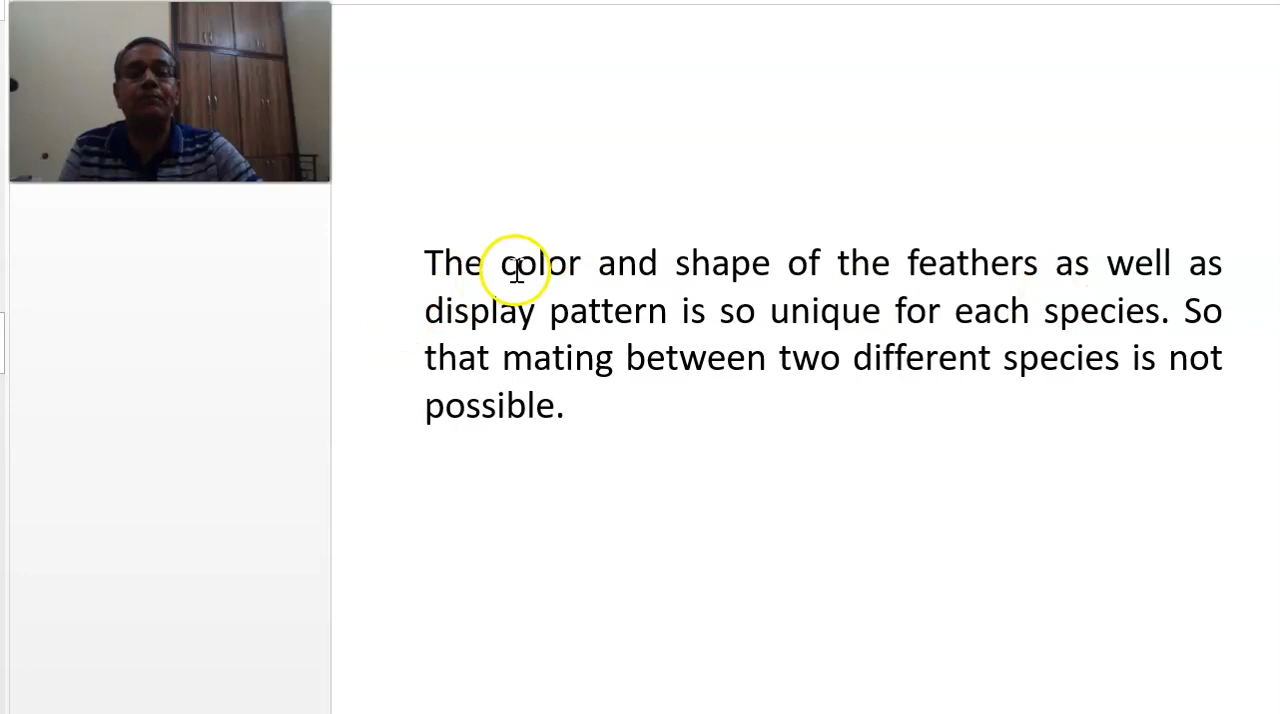 The color and shape of the feathers as well as
display pattern is so unique for each species. So
that mating between two different species is not
possible.